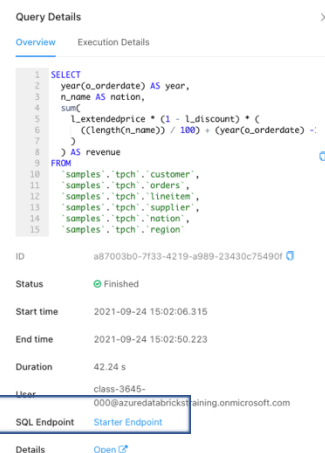 Query Details
Overview Execution Details
1 SELECT
2 year(o_orderdate) AS year,
3 n_name AS nation,
4 sum(
5 l_extendedprice * (1 - l_discount) * (
6 ((length(n_name)) / 100) + (year(o_orderdate) -
7 )
8 ) AS revenue
9 FROM
10 `samples`.`tpch`.`customer`,
11 `samples`.`tpch`.`orders`,
12 `samples`.`tpch`.`lineitem`,
13 `samples`.`tpch`.`supplier`,
14 `samples`.`tpch`.`nation`,
15 `samples`.`tpch`.`region`
ID a87003b0-7f33-4219-a989-23430c75490f
Status Finished
Start time 2021-09-24 15:02:06.315
End time 2021-09-24 15:02:50.223
Duration 42.24 s
User class-3645-
000@azuredatabrickstraining.onmicrosoft.com
SQL Endpoint Starter Endpoint
Details Open